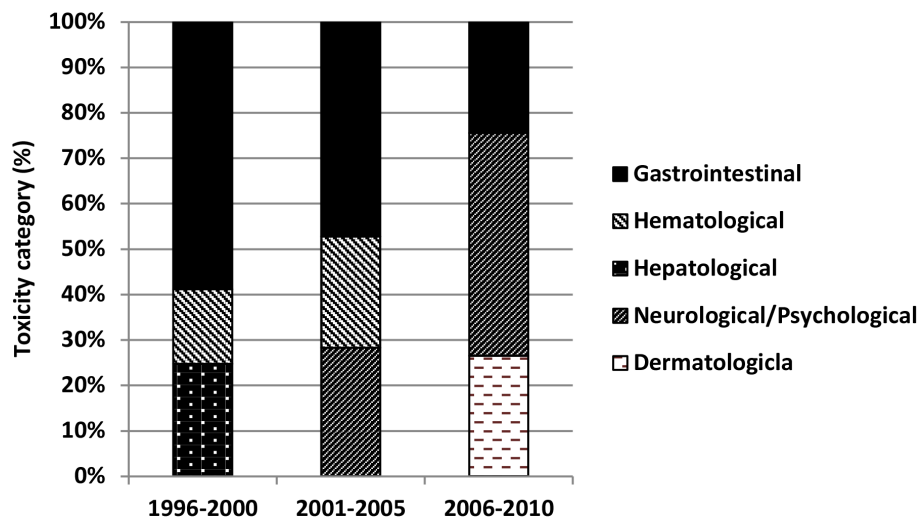 100%
90%
80%
70%
60%
50%
40%
30%
20%
10%
0%
Toxicity category (%)
1996-2000
2001-2005
2006-2010
Gastrointestinal
Hematological
Hepatological
Neurological/Psychological
Dermatologicla